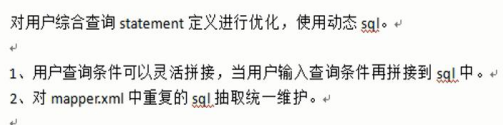 对用户综合查询 statement 定义进行优化，使用动态 sql。
1、用户查询条件可以灵活拼接，当用户输入查询条件再拼接到 sql 中。
2、对 mapper.xml 中重复的 sql 抽取统一维护。